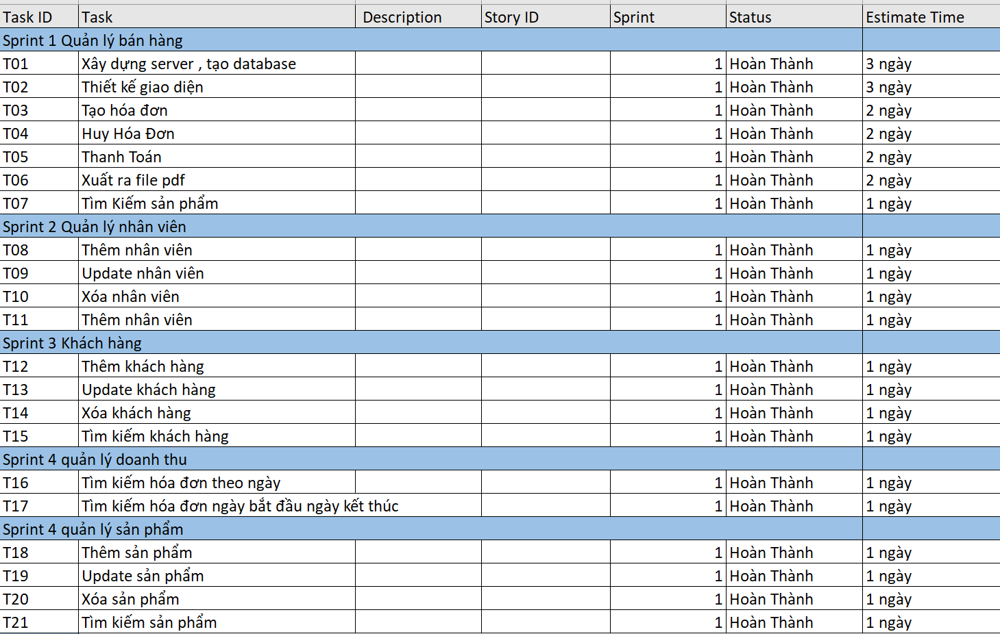 Task ID Task Description Story ID Sprint Status Estimate Time
Sprint 1 Quản lý bán hàng
T01 Xây dựng server , tạo database 1 Hoàn Thành 3 ngày
T02 Thiết kế giao diện 1 Hoàn Thành 3 ngày
T03 Tạo hóa đơn 1 Hoàn Thành 2 ngày
T04 Huy Hóa Đơn 1 Hoàn Thành 2 ngày
T05 Thanh Toán 1 Hoàn Thành 2 ngày
T06 Xuất ra file pdf 1 Hoàn Thành 2 ngày
T07 Tìm Kiếm sản phẩm 1 Hoàn Thành 1 ngày
Sprint 2 Quản lý nhân viên
T08 Thêm nhân viên 1 Hoàn Thành 1 ngày
T09 Update nhân viên 1 Hoàn Thành 1 ngày
T10 Xóa nhân viên 1 Hoàn Thành 1 ngày
T11 Thêm nhân viên 1 Hoàn Thành 1 ngày
Sprint 3 Khách hàng
T12 Thêm khách hàng 1 Hoàn Thành 1 ngày
T13 Update khách hàng 1 Hoàn Thành 1 ngày
T14 Xóa khách hàng 1 Hoàn Thành 1 ngày
T15 Tìm kiếm khách hàng 1 Hoàn Thành 1 ngày
Sprint 4 quản lý doanh thu
T16 Tìm kiếm hóa đơn theo ngày 1 Hoàn Thành 1 ngày
T17 Tìm kiếm hóa đơn ngày bắt đầu ngày kết thúc 1 Hoàn Thành 1 ngày
Sprint 4 quản lý sản phẩm
T18 Thêm sản phẩm 1 Hoàn Thành 1 ngày
T19 Update sản phẩm 1 Hoàn Thành 1 ngày
T20 Xóa sản phẩm 1 Hoàn Thành 1 ngày
T21 Tìm kiếm sản phẩm 1 Hoàn Thành 1 ngày